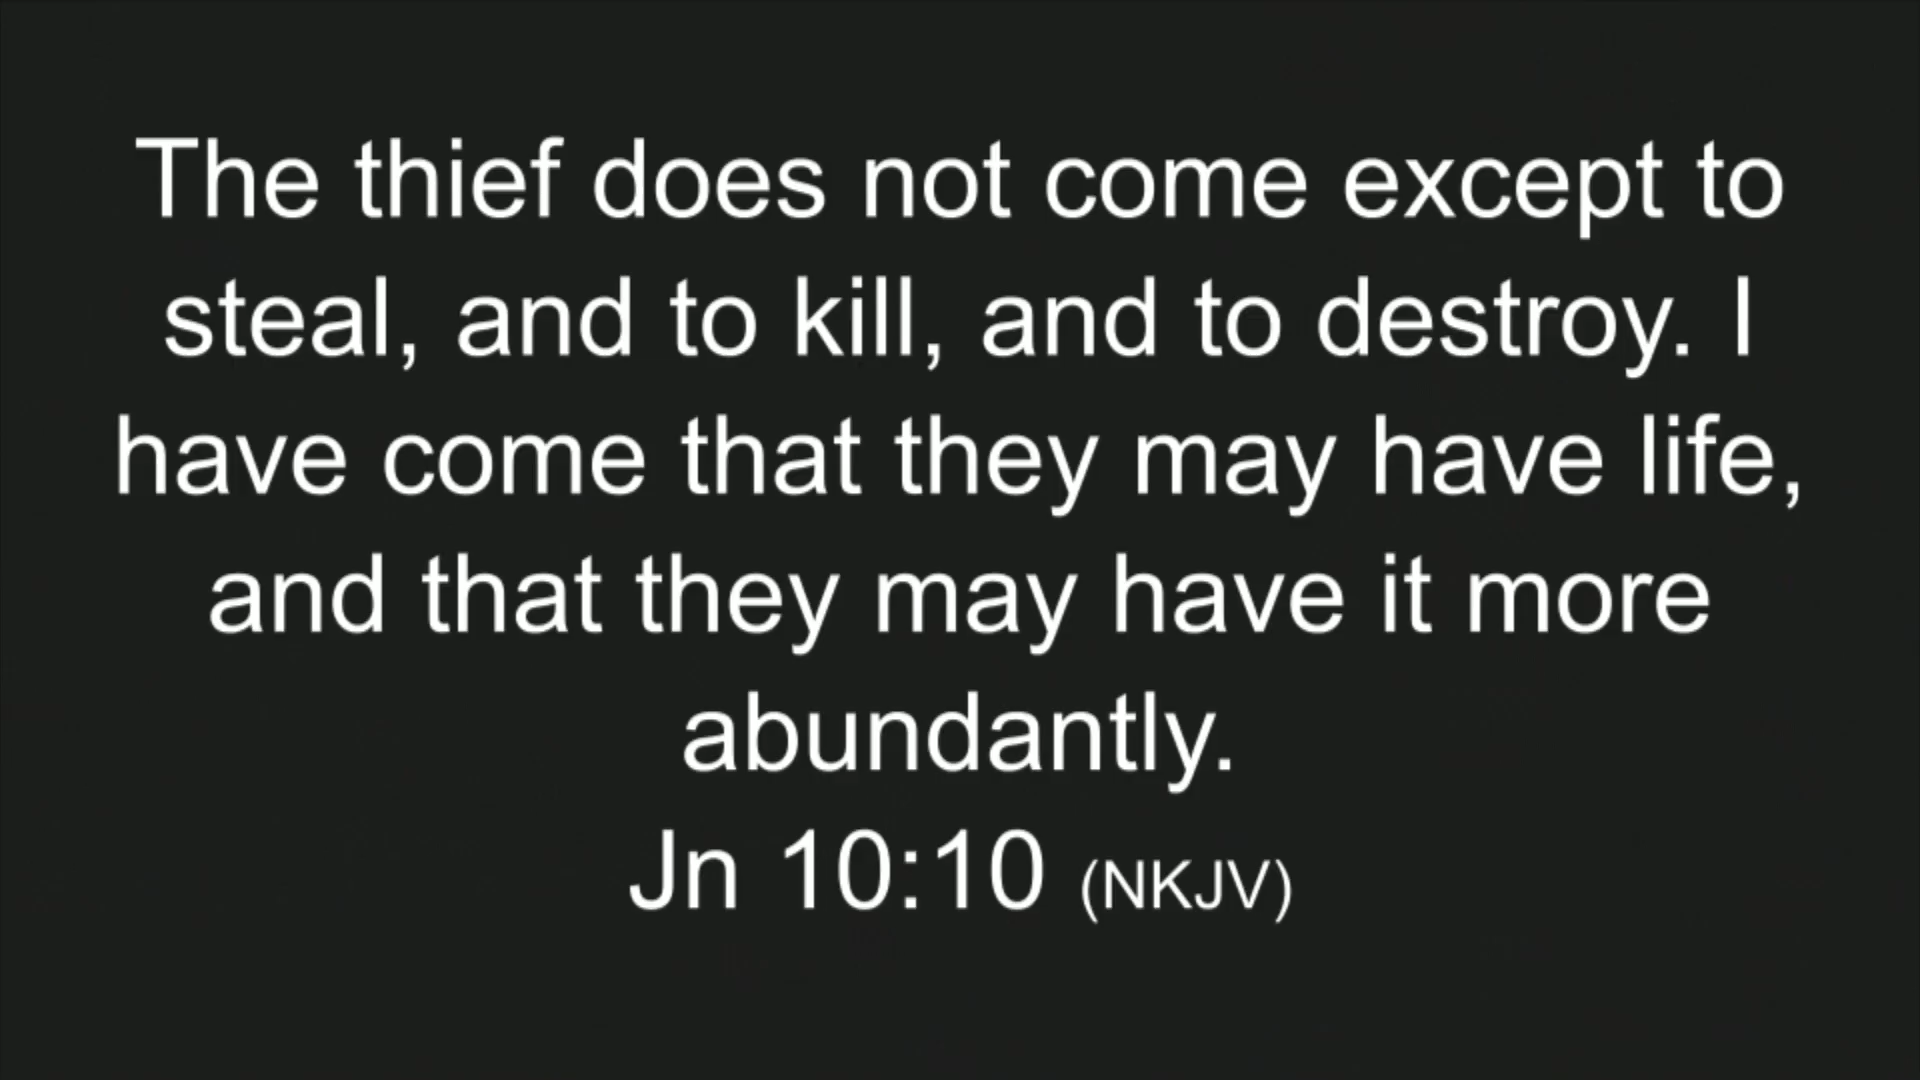 The thief does not come except to
steal, and to kill, and to destroy. I
have come that they may have life,
and that they may have it more
abundantly.
Jn 10:10 (NKJV)